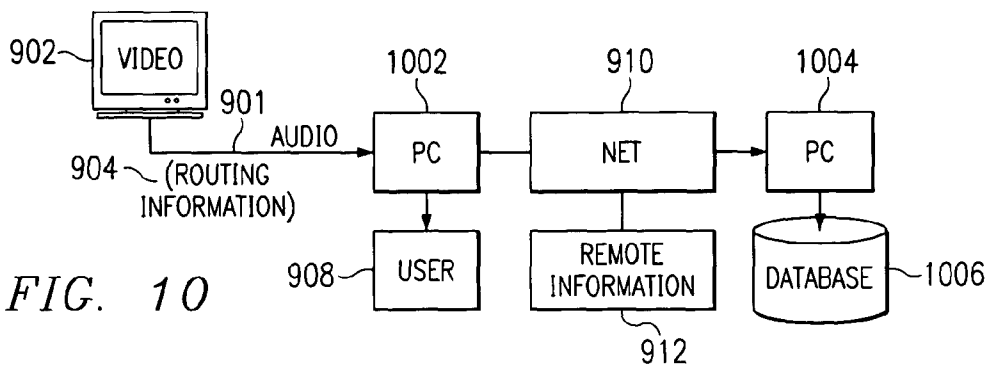 902
VIDEO
901
AUDIO
904
(ROUTING
INFORMATION)
1002
PC
910
NET
1004
PC
908
USER
REMOTE
INFORMATION
912
DATABASE
1006
FIG. 10